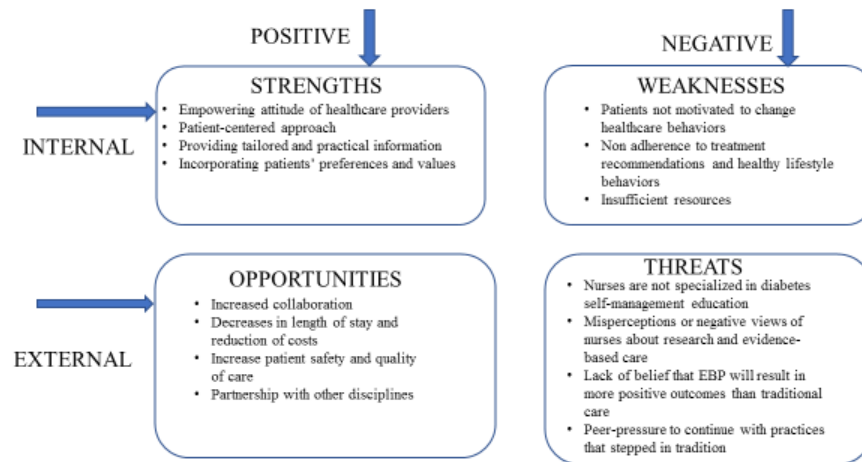 POSITIVE
NEGATIVE
INTERNAL
STRENGTHS
• Empowering attitude of healthcare providers
• Patient-centered approach
• Providing tailored and practical information
• Incorporating patients' preferences and values
WEAKNESSES
• Patients not motivated to change
healthcare behaviors
• Non adherence to treatment
recommendations and healthy lifestyle
behaviors
• Insufficient resources
EXTERNAL
OPPORTUNITIES
• Increased collaboration
• Decreases in length of stay and
reduction of costs
• Increase patient safety and quality
of care
• Partnership with other disciplines
THREATS
• Nurses are not specialized in diabetes
self-management education
• Misperceptions or negative views of
nurses about research and evidence-
based care
• Lack of belief that EBP will result in
more positive outcomes than traditional
care
• Peer-pressure to continue with practices
that stepped in tradition